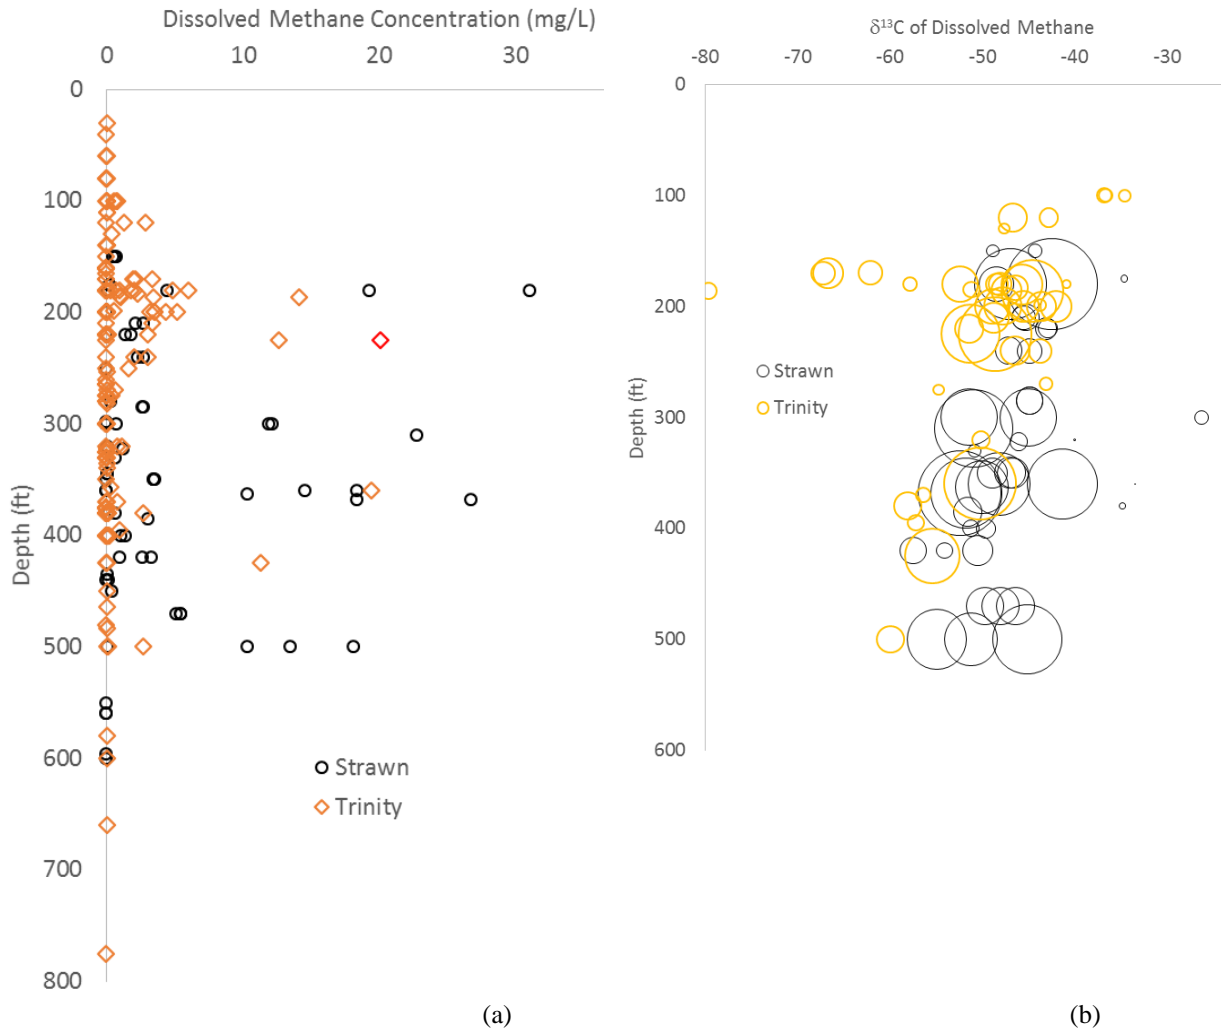 Dissolved Methane Concentration (mg/L)
0 10 20 30
0
100
200
300
400
500
600
700
800
Depth (ft)
Strawn
Trinity
(a)
δ¹³C of Dissolved Methane
-80 -70 -60 -50 -40 -30
0
100
200
300
400
500
600
Depth (ft)
Strawn
Trinity
(b)